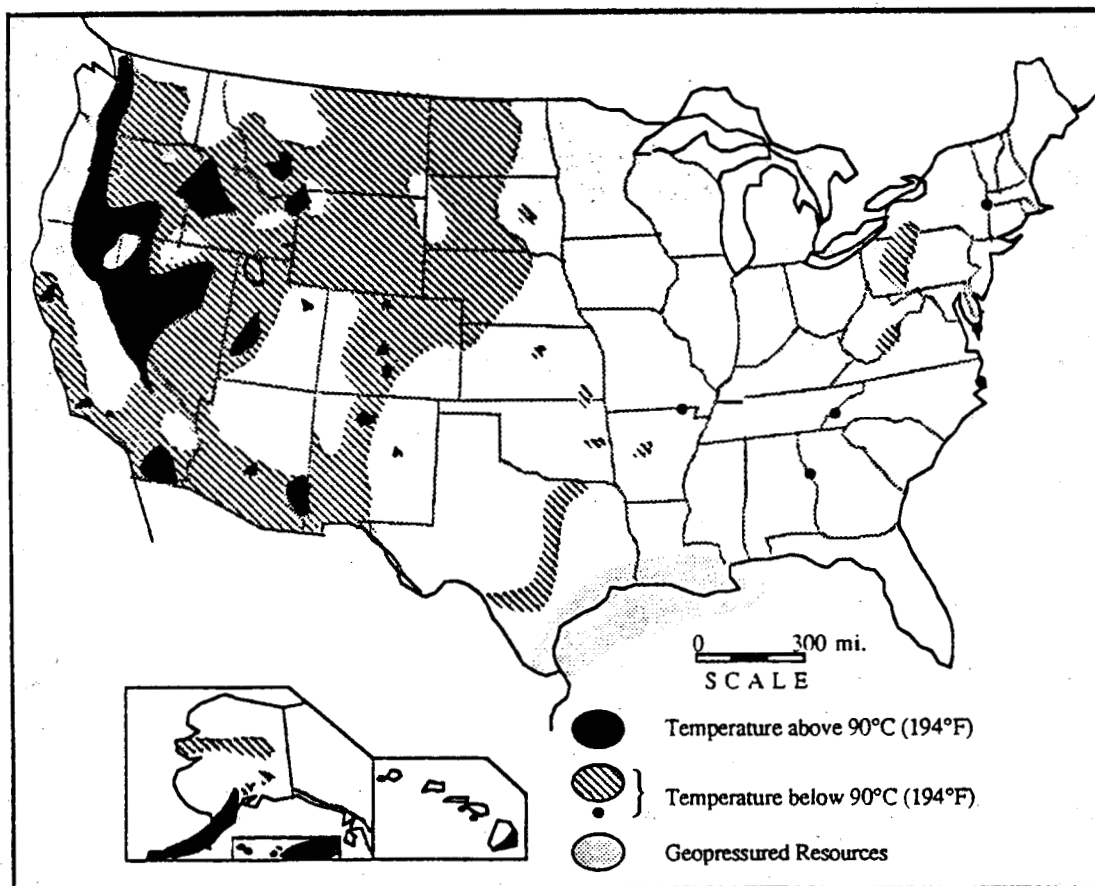 0 300 mi.
SCALE
Temperature above 90°C (194°F)
Temperature below 90°C (194°F)
Geopressured Resources